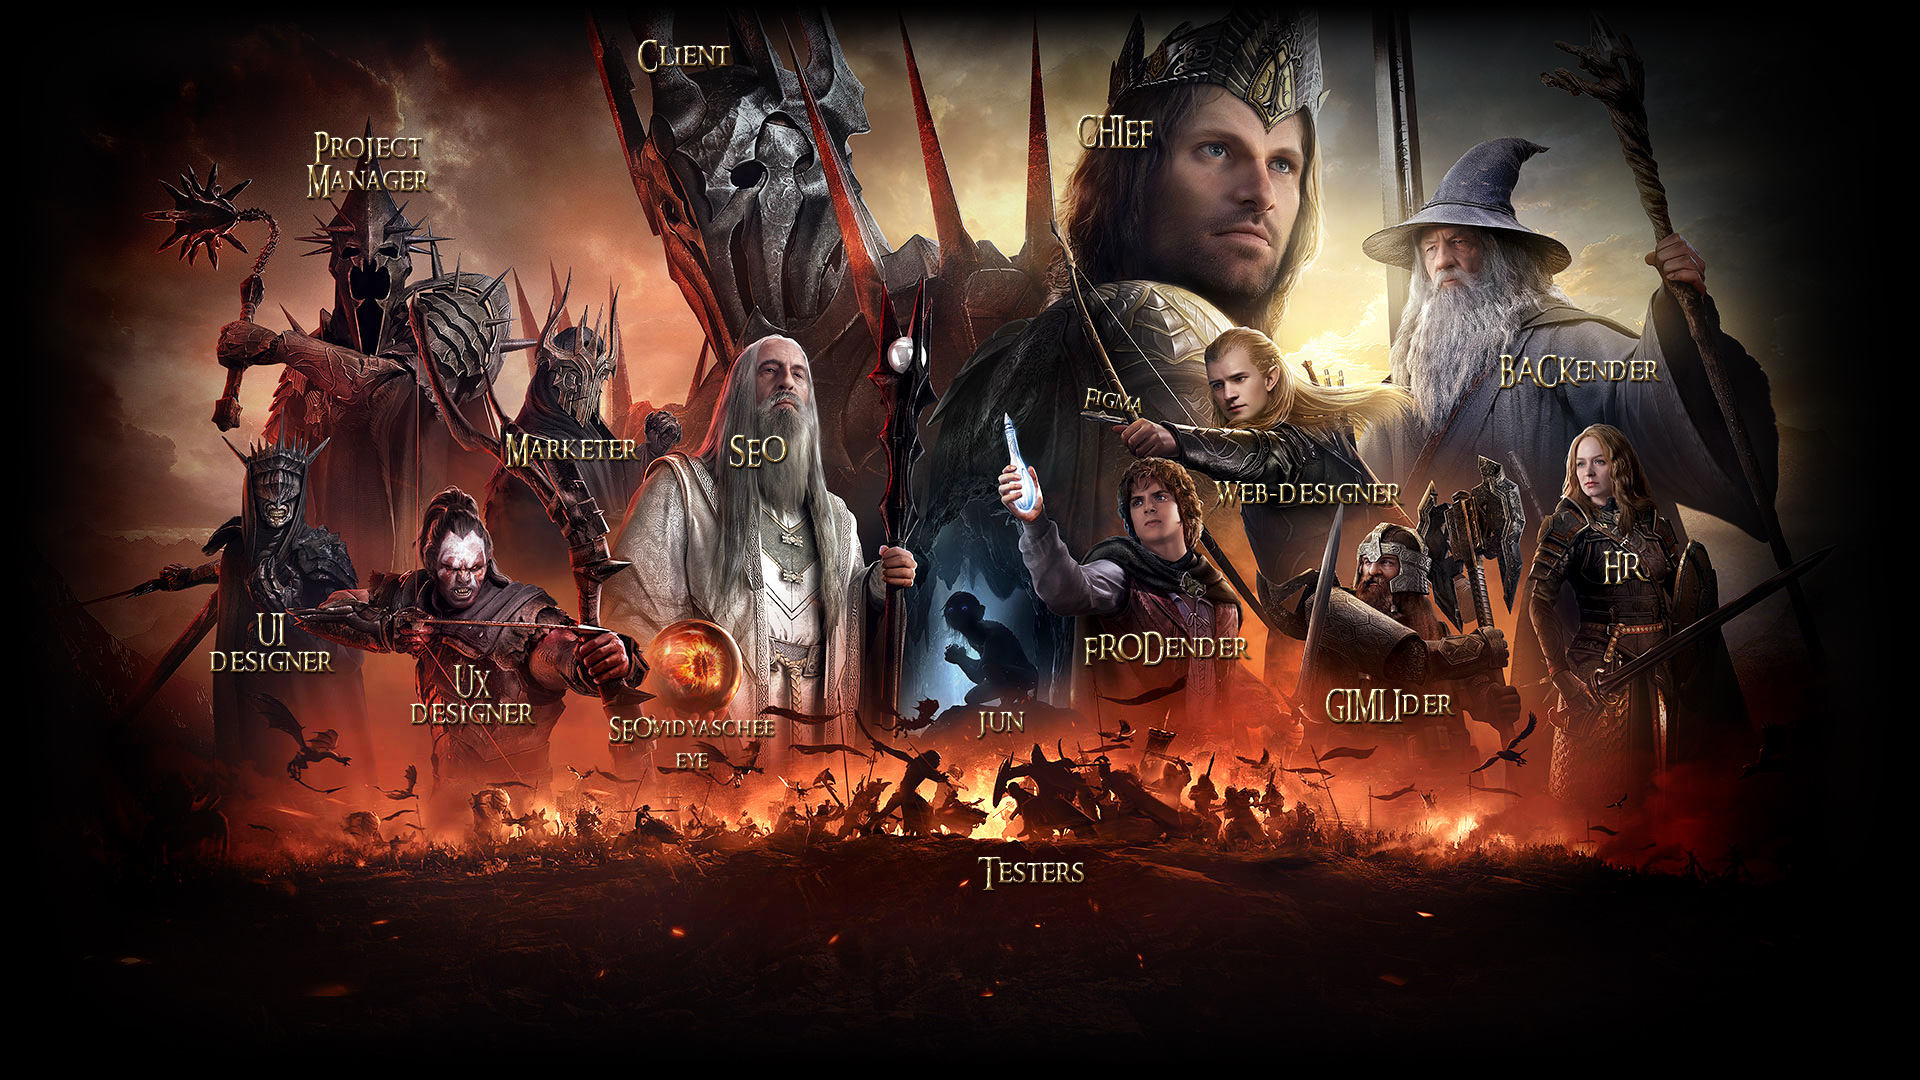 Client
CHIEF
Project
Manager
BACKender
Figma
Marketer
SEO
Web-designer
HR
UI
designer
fRODender
Ux
designer
GIMLIder
SEOvidyaschee
eye
jun
Testers